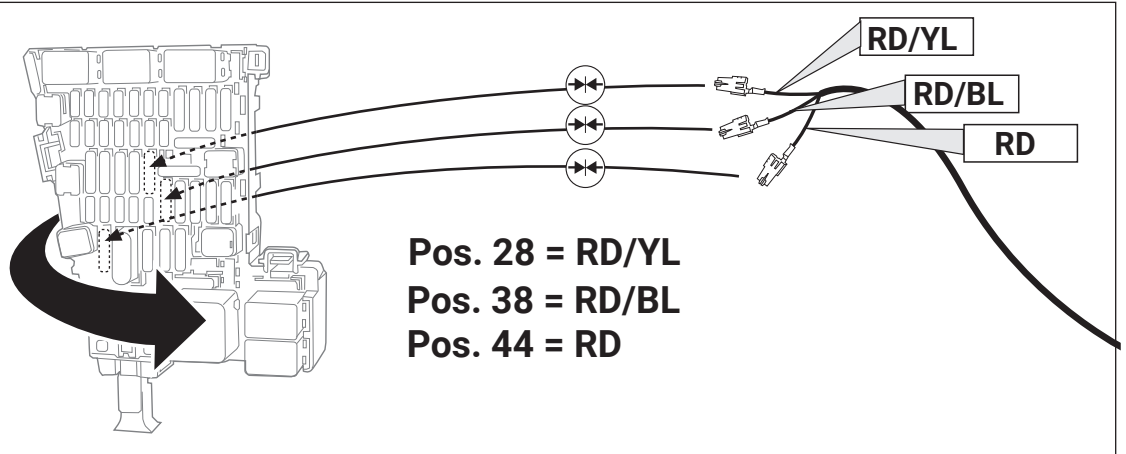 RD/YL
RD/BL
RD
Pos. 28 = RD/YL
Pos. 38 = RD/BL
Pos. 44 = RD